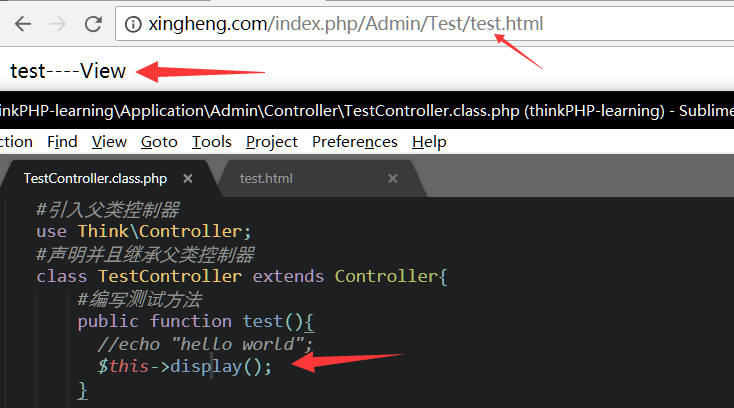 xingheng.com/index.php/Admin/Test/test.html
test----View
inkPHP-learning\Application\Admin\Controller\TestController.class.php (thinkPHP-learning) - Sublime
ction Find View Goto Tools Project Preferences Help
TestController.class.php × test.html ×
#引入父类控制器
use Think\Controller;
#声明并且继承父类控制器
class TestController extends Controller{
#编写测试方法
public function test(){
//echo "hello world";
$this->display();
}